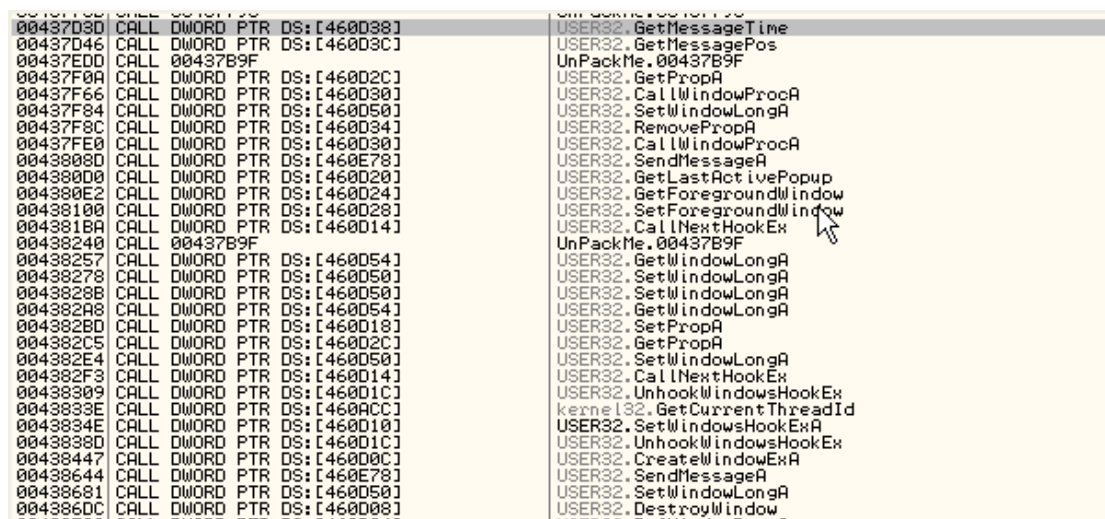 00437D3D CALL DWORD PTR DS:[460D38] USER32.GetMessageTime
00437D46 CALL DWORD PTR DS:[460D3C] USER32.GetMessagePos
00437EDD CALL 00437B9F UnPackMe.00437B9F
00437F0A CALL DWORD PTR DS:[460D2C] USER32.GetPropA
00437F66 CALL DWORD PTR DS:[460D30] USER32.CallWindowProcA
00437F84 CALL DWORD PTR DS:[460D50] USER32.SetWindowLongA
00437F8C CALL DWORD PTR DS:[460D34] USER32.RemovePropA
00437FE0 CALL DWORD PTR DS:[460D30] USER32.CallWindowProcA
0043808D CALL DWORD PTR DS:[460E78] USER32.SendMessageA
004380D0 CALL DWORD PTR DS:[460D20] USER32.GetLastActivePopup
004380E2 CALL DWORD PTR DS:[460D24] USER32.GetForegroundWindow
00438100 CALL DWORD PTR DS:[460D28] USER32.SetForegroundWindow
004381BA CALL DWORD PTR DS:[460D14] USER32.CallNextHookEx
00438240 CALL 00437B9F UnPackMe.00437B9F
00438257 CALL DWORD PTR DS:[460D54] USER32.GetWindowLongA
00438278 CALL DWORD PTR DS:[460D50] USER32.SetWindowLongA
0043828B CALL DWORD PTR DS:[460D50] USER32.SetWindowLongA
004382A8 CALL DWORD PTR DS:[460D54] USER32.GetWindowLongA
004382BD CALL DWORD PTR DS:[460D18] USER32.SetPropA
004382C5 CALL DWORD PTR DS:[460D2C] USER32.GetPropA
004382E4 CALL DWORD PTR DS:[460D50] USER32.SetWindowLongA
004382F3 CALL DWORD PTR DS:[460D14] USER32.CallNextHookEx
00438309 CALL DWORD PTR DS:[460D1C] USER32.UnhookWindowsHookEx
0043833E CALL DWORD PTR DS:[460ACC] kernel32.GetCurrentThreadId
0043834E CALL DWORD PTR DS:[460D10] USER32.SetWindowsHookExA
0043838D CALL DWORD PTR DS:[460D1C] USER32.UnhookWindowsHookEx
00438447 CALL DWORD PTR DS:[460D0C] USER32.CreateWindowExA
00438644 CALL DWORD PTR DS:[460E78] USER32.SendMessageA
00438681 CALL DWORD PTR DS:[460D50] USER32.SetWindowLongA
004386DC CALL DWORD PTR DS:[460D08] USER32.DestroyWindow